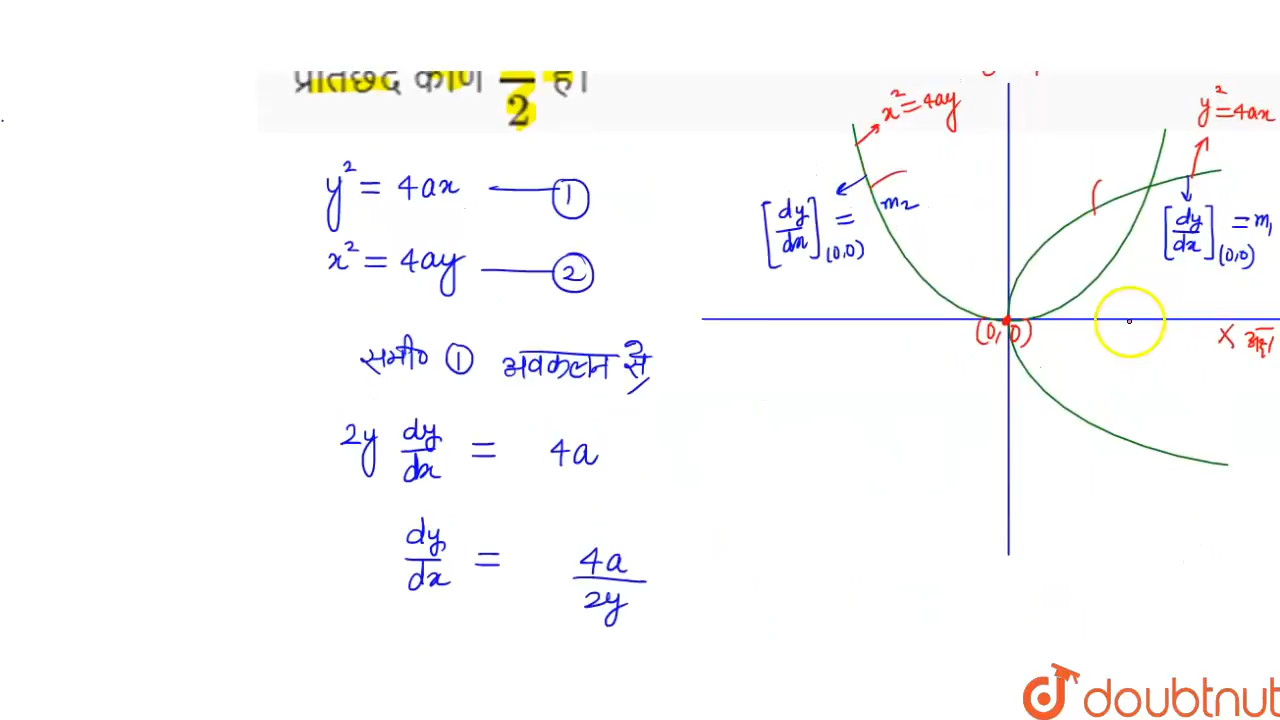 प्रतिच्छेद कोण π/2 है।
y² = 4ax — ①
x² = 4ay — ②
समी० ① अवकलन से,
2y dy/dx = 4a
dy/dx = 4a/2y
x² = 4ay
y² = 4ax
[dy/dx](0,0) = m₂
[dy/dx](0,0) = m₁
(0,0)
X अक्ष
doubtnut